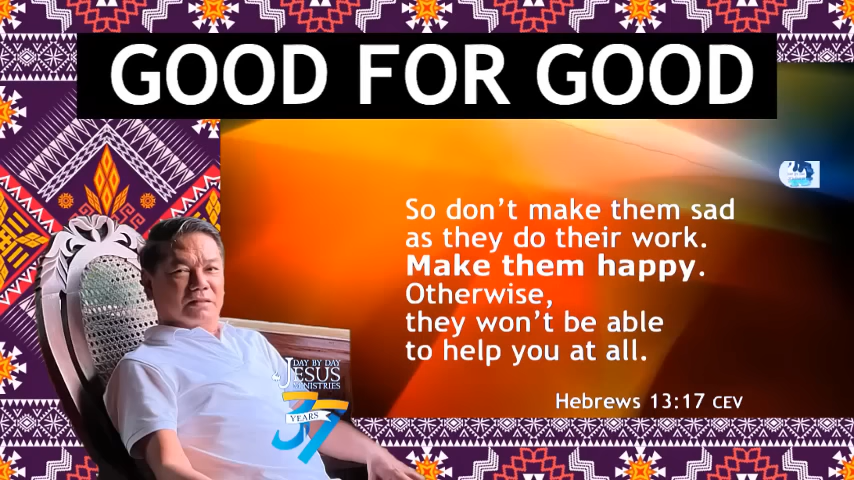 GOOD FOR GOOD
So don't make them sad
as they do their work.
Make them happy.
Otherwise,
they won't be able
to help you at all.
Hebrews 13:17 CEV
DAY BY DAY
JESUS
MINISTRIES
37
YEARS